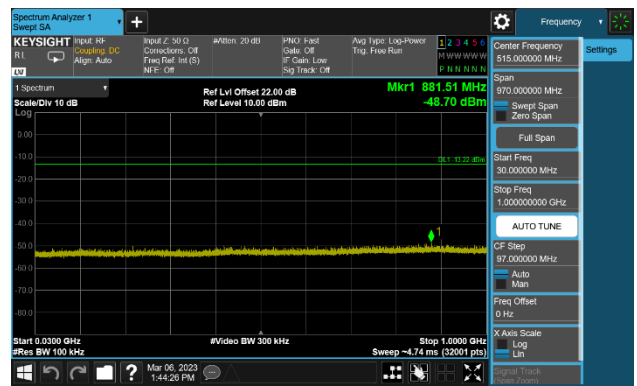 Spectrum Analyzer 1
Swept SA
Frequency
KEYSIGHT
RL
Input: RF
Coupling: DC
Align: Auto
Input Z: 50 Ω
Corrections: Off
Freq Ref: Int (S)
NFE: Off
#Atten: 20 dB
PNO: Fast
Gate: Off
IF Gain: Low
Sig Track: Off
Avg Type: Log-Power
Trig: Free Run
1 2 3 4 5 6
M W W W W W
P N N N N N
LW
1 Spectrum
Scale/Div 10 dB
Log
Ref Lvl Offset 22.00 dB
Ref Level 10.00 dBm
Mkr1 881.51 MHz
-48.70 dBm
0.00
-10.0
-20.0
-30.0
-40.0
-50.0
-60.0
-70.0
-80.0
DL1 -13.22 dBm
1
Start 0.0300 GHz
#Res BW 100 kHz
#Video BW 300 kHz
Stop 1.0000 GHz
Sweep ~4.74 ms (32001 pts)
Mar 06, 2023
1:44:26 PM
Center Frequency
515.000000 MHz
Settings
Span
970.000000 MHz
Swept Span
Zero Span
Full Span
Start Freq
30.000000 MHz
Stop Freq
1.000000000 GHz
AUTO TUNE
CF Step
97.000000 MHz
Auto
Man
Freq Offset
0 Hz
X Axis Scale
Log
Lin
Signal Track
(Span Zoom)